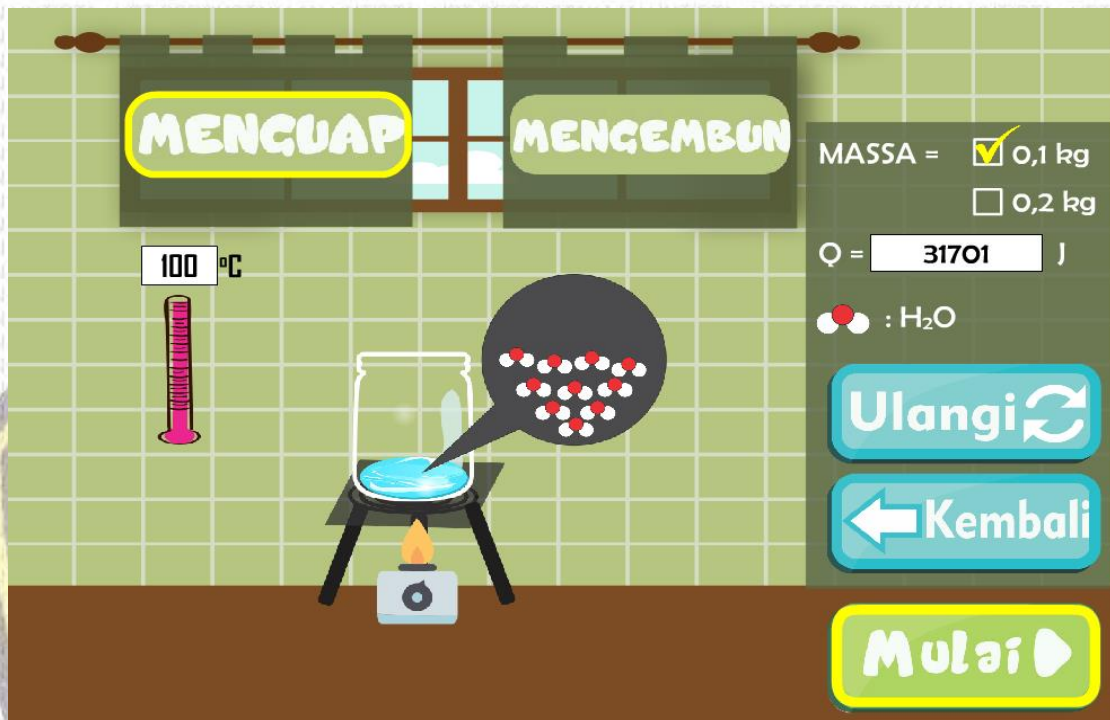 MENGUAP
MENGEMBUN
MASSA = 0,1 kg
0,2 kg
100 °C
Q = 31701 J
: H₂O
Ulangi
Kembali
Mulai